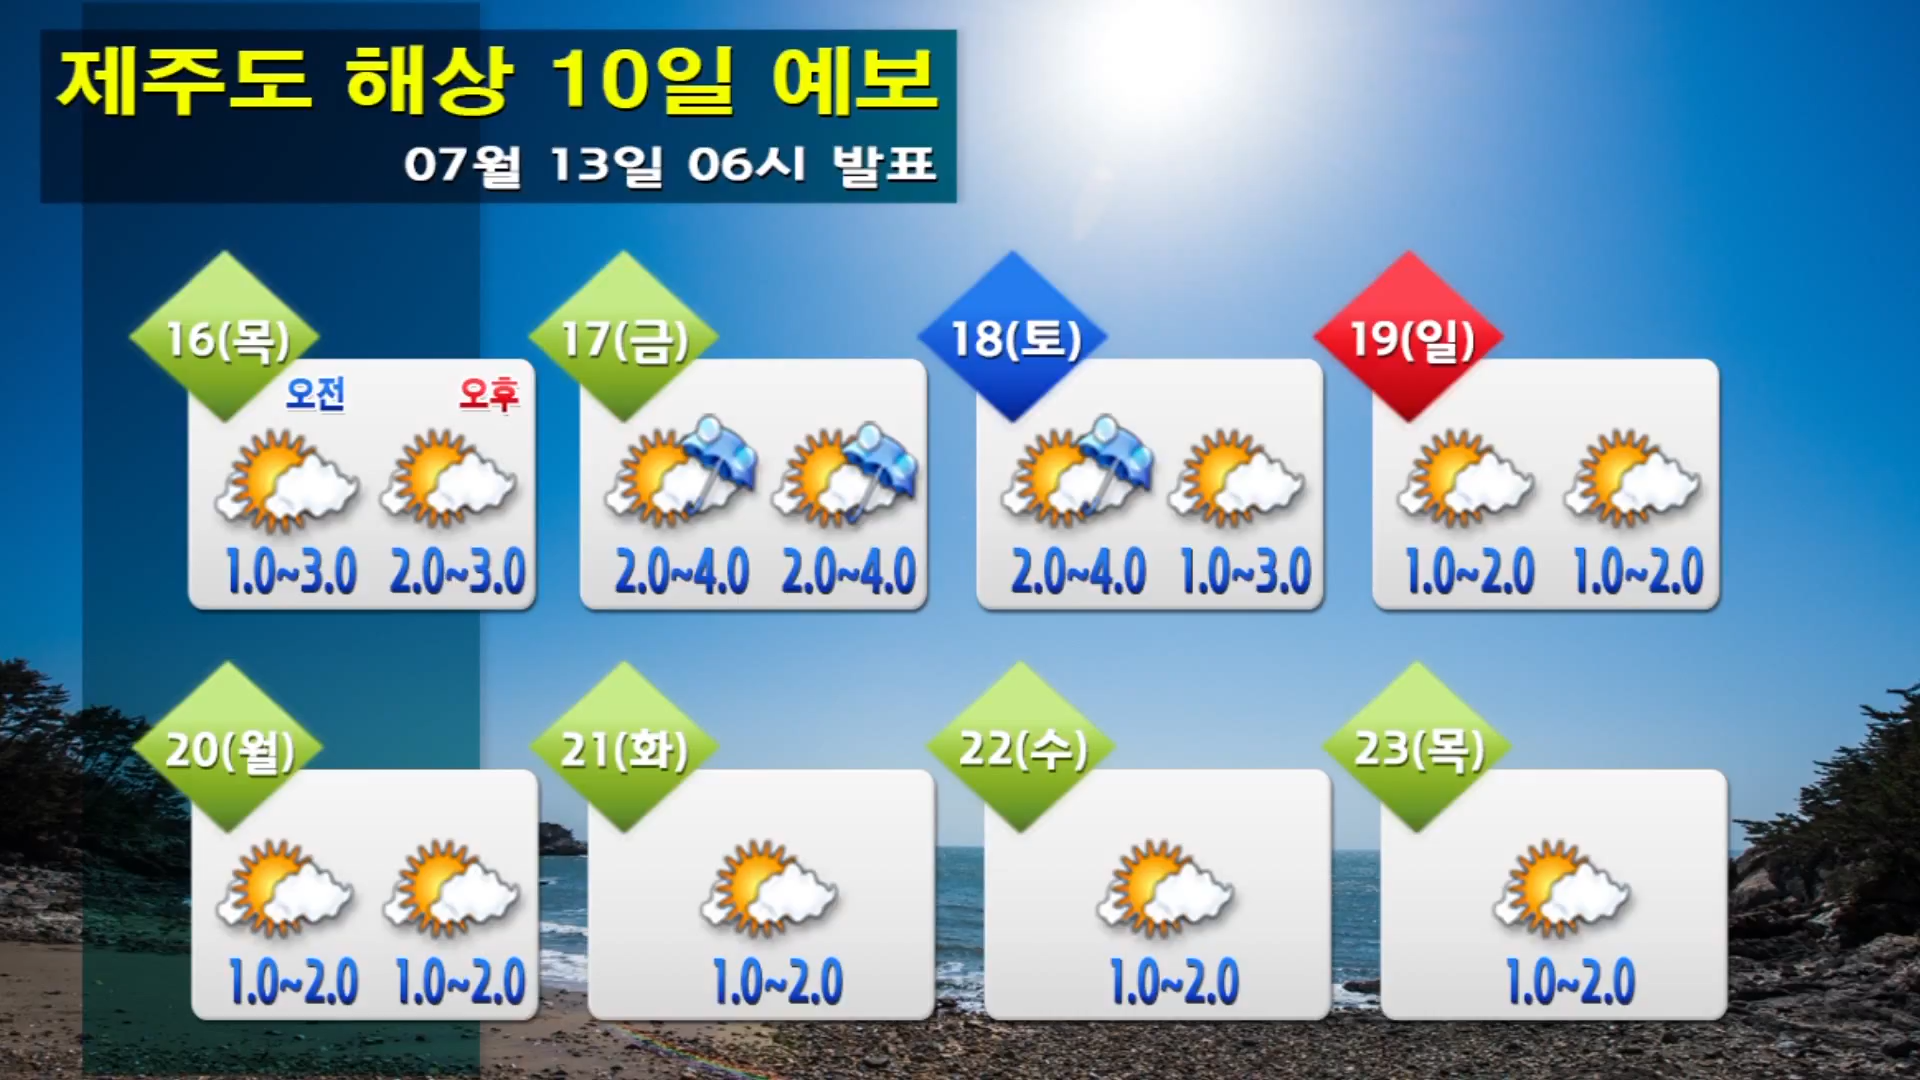 제주도 해상 10일 예보
07월 13일 06시 발표
16(목) 17(금) 18(토) 19(일)
오전 오후
1.0~3.0 2.0~3.0 2.0~4.0 2.0~4.0 2.0~4.0 1.0~3.0 1.0~2.0 1.0~2.0
20(월) 21(화) 22(수) 23(목)
1.0~2.0 1.0~2.0 1.0~2.0 1.0~2.0 1.0~2.0